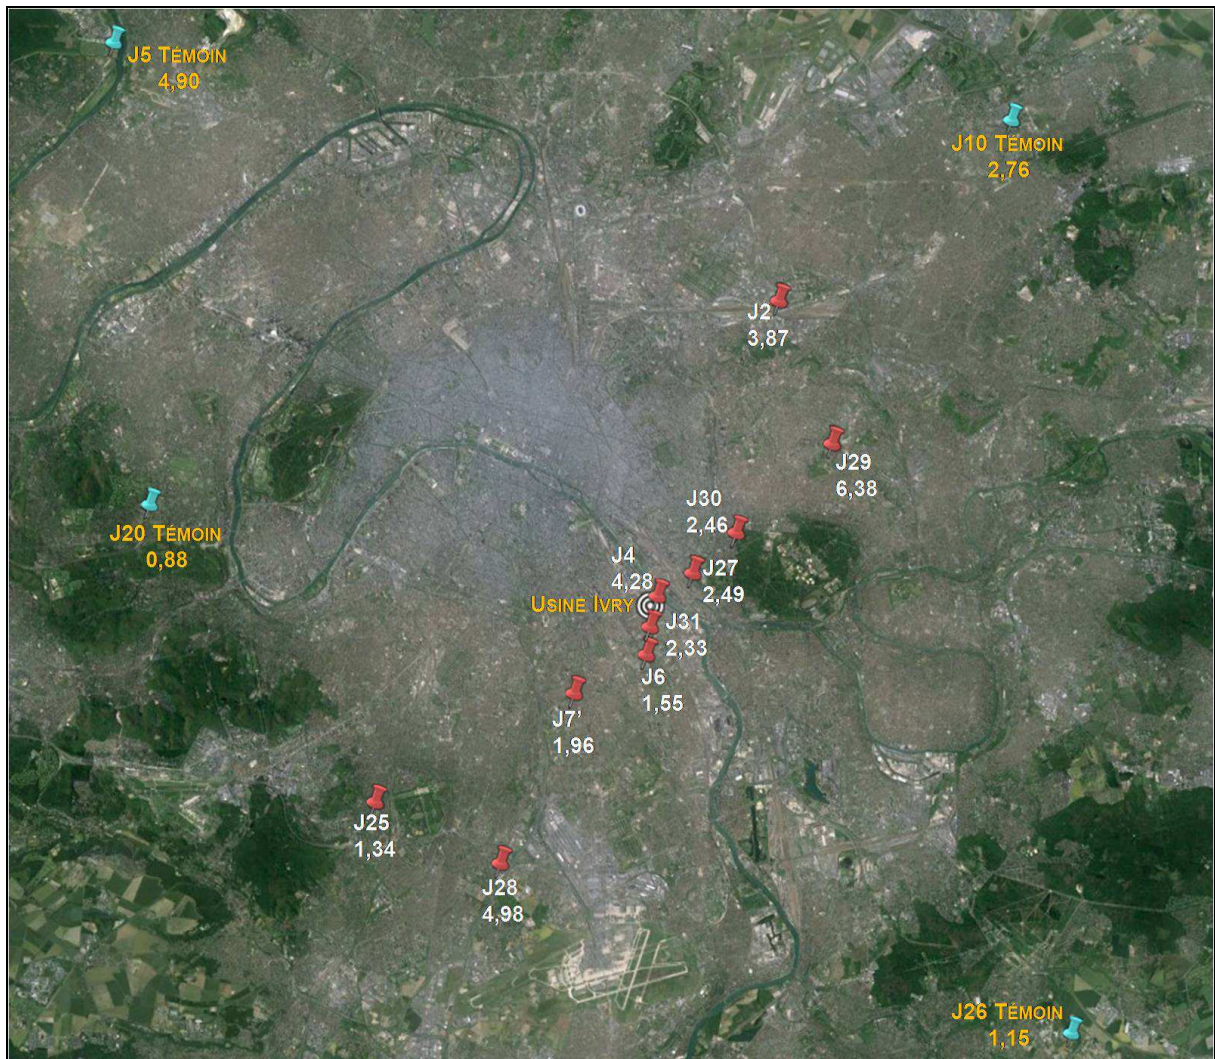 J5 TÉMOIN
4,90
J10 TÉMOIN
2,76
J2
3,87
J29
6,38
J30
2,46
J20 TÉMOIN
0,88
J4
4,28
J27
2,49
USINE IVRY
J31
2,33
J6
1,55
J7'
1,96
J25
1,34
J28
4,98
J26 TÉMOIN
1,15